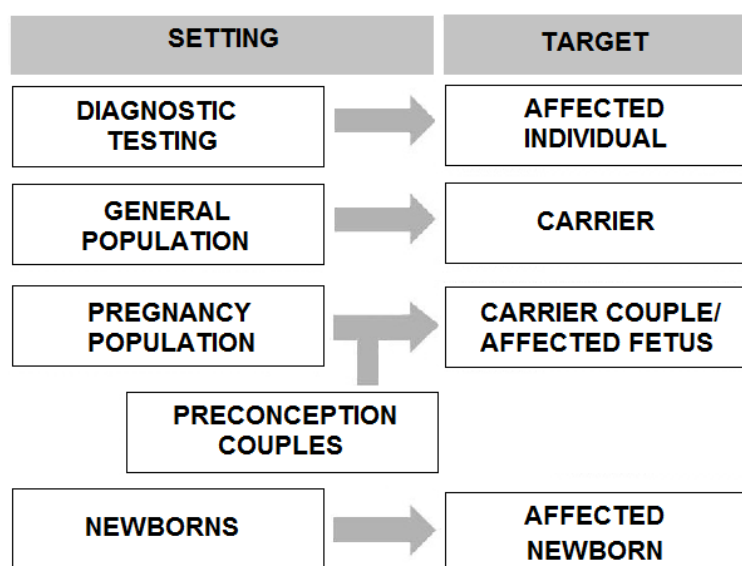 SETTING
TARGET
DIAGNOSTIC
TESTING
AFFECTED
INDIVIDUAL
GENERAL
POPULATION
CARRIER
PREGNANCY
POPULATION
CARRIER COUPLE/
AFFECTED FETUS
PRECONCEPTION
COUPLES
NEWBORNS
AFFECTED
NEWBORN